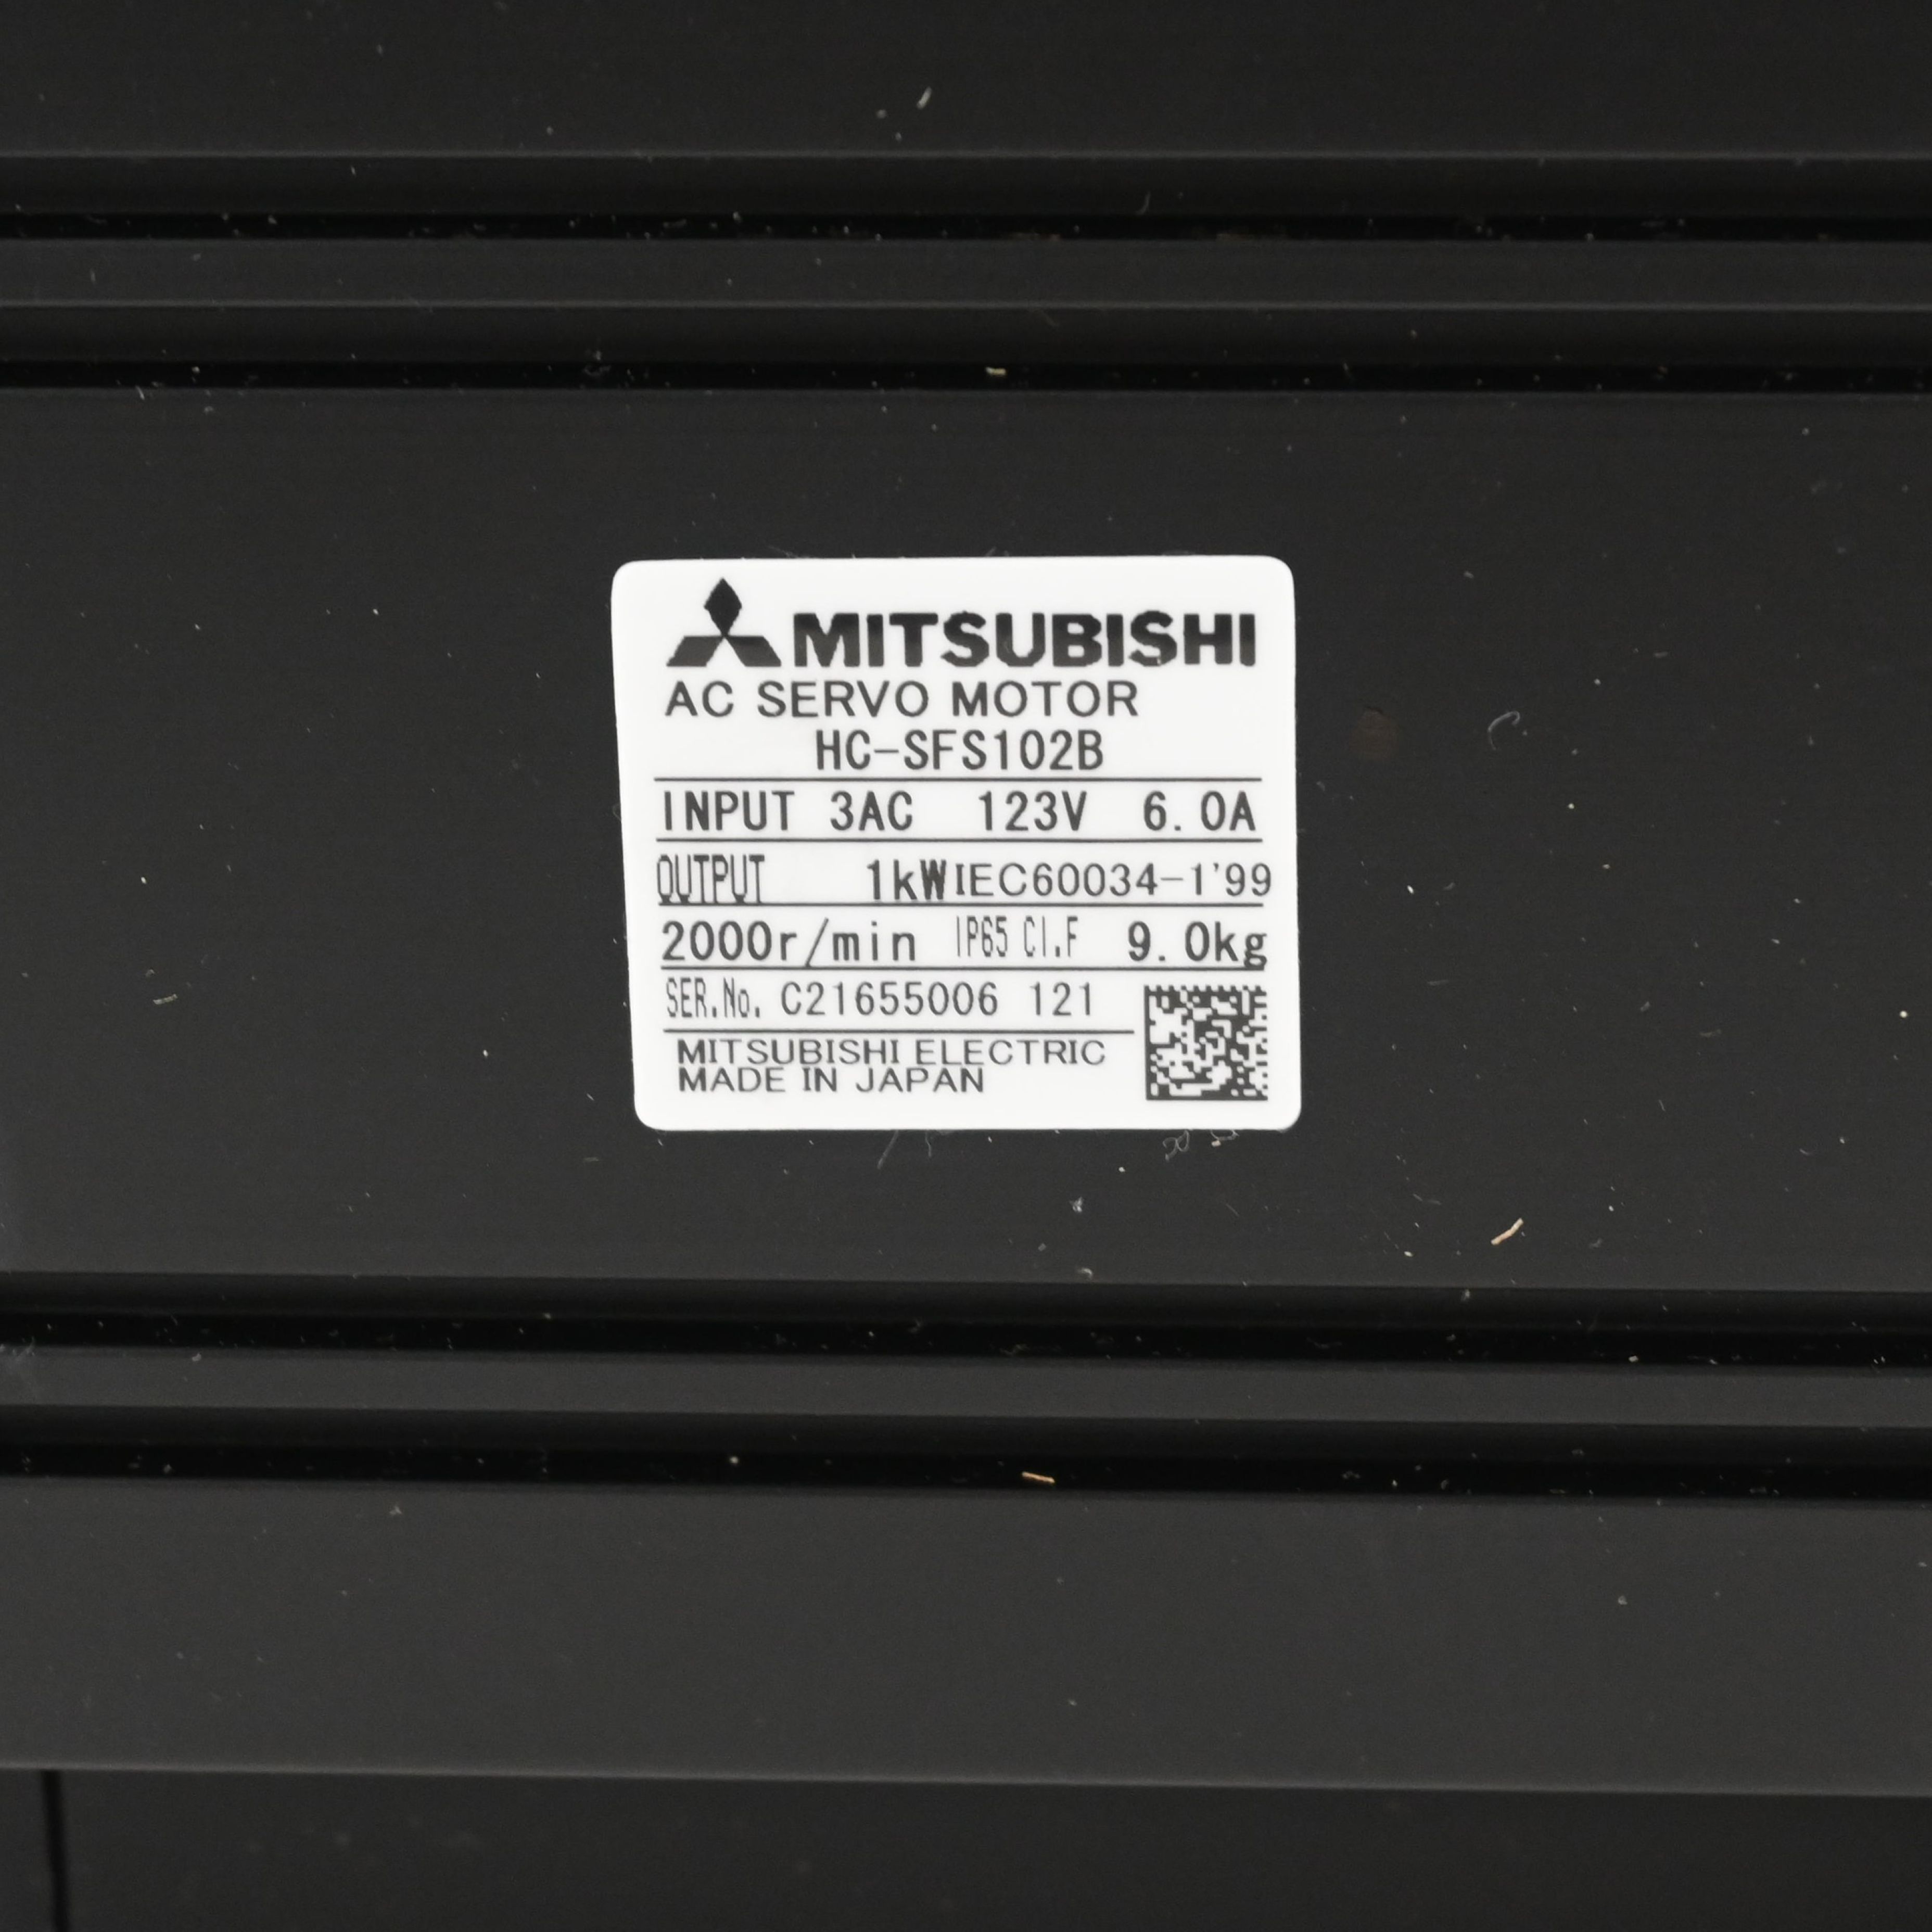 MITSUBISHI
AC SERVO MOTOR
HC-SFS102B
INPUT 3AC 123V 6.0A
OUTPUT 1kW IEC60034-1'99
2000r/min IP65 Cl.F 9.0kg
SER.No. C21655006 121
MITSUBISHI ELECTRIC
MADE IN JAPAN